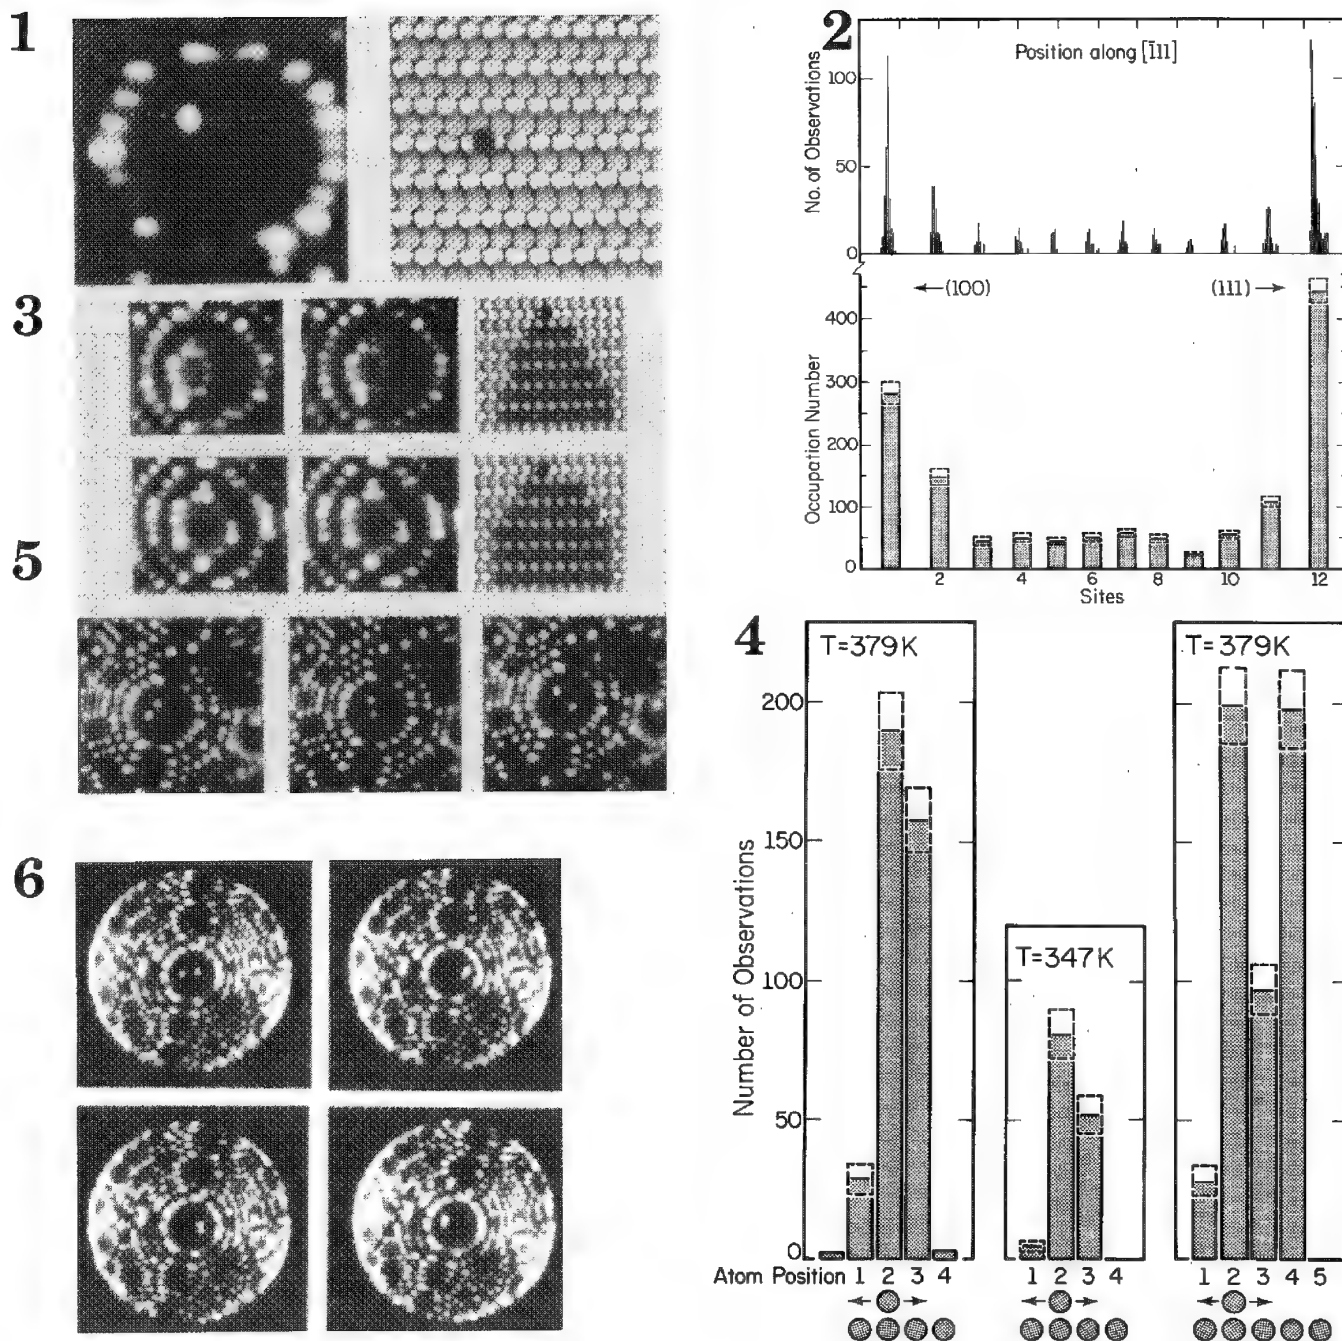 1
2
Position along [1̄11]
No. of Observations
100
50
0
←(100)
(111)→
Occupation Number
400
300
200
100
0
2
4
6
8
10
12
Sites
3
5
4
T=379K
T=347K
T=379K
Number of Observations
200
150
100
50
0
Atom Position 1 2 3 4
1 2 3 4
1 2 3 4 5
6